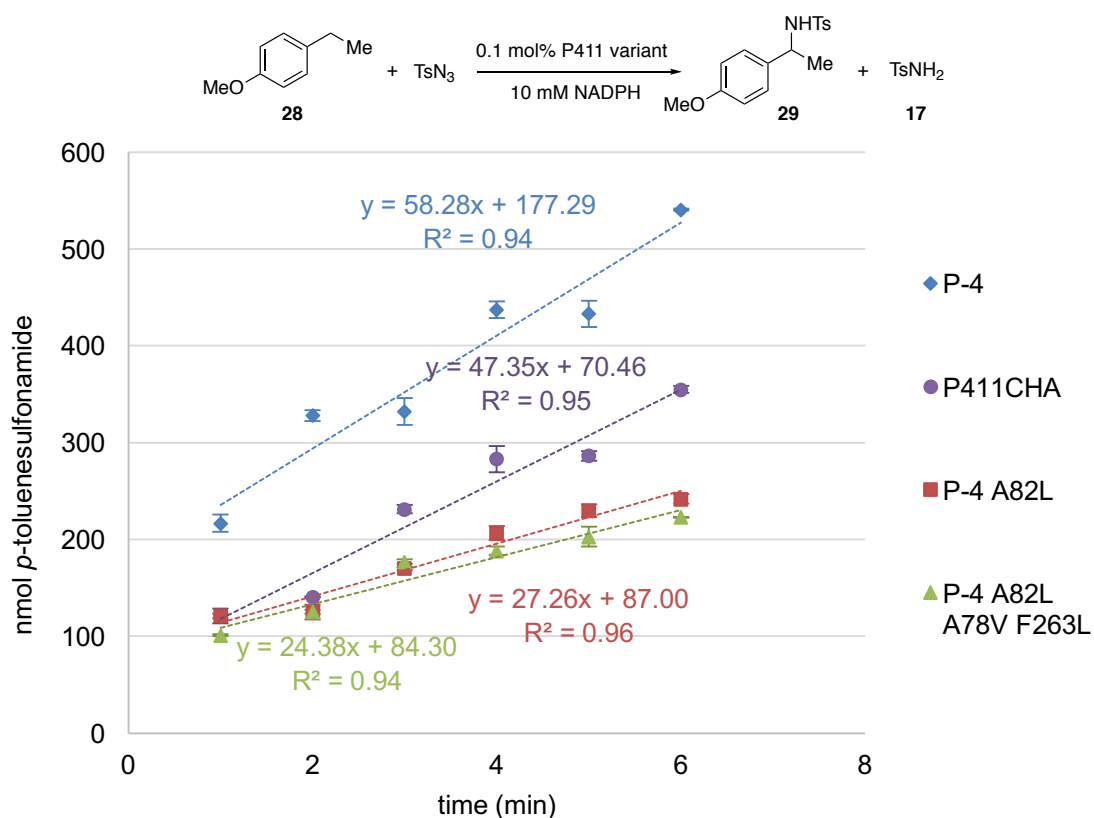 NHTs
Me
MeO
28
+
TsN₃
0.1 mol% P411 variant
10 mM NADPH
Me
MeO
29
+
TsNH₂
17
600
500
400
300
200
100
0
nmol p-toluenesulfonamide
y = 58.28x + 177.29
R² = 0.94
y = 47.35x + 70.46
R² = 0.95
y = 27.26x + 87.00
R² = 0.96
y = 24.38x + 84.30
R² = 0.94
0 2 4 6 8
time (min)
P-4
P411CHA
P-4 A82L
P-4 A82L
A78V F263L